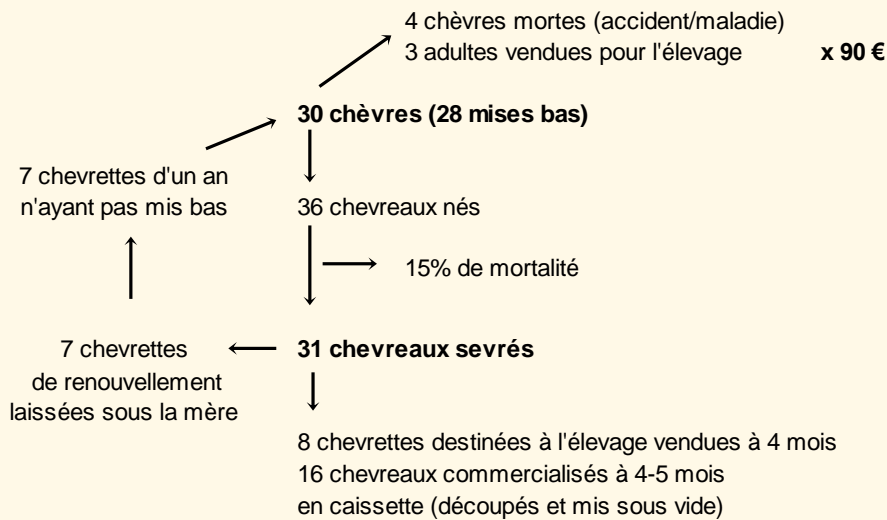 4 chèvres mortes (accident/maladie)
3 adultes vendues pour l'élevage x 90 €
30 chèvres (28 mises bas)
7 chevrettes d'un an
n'ayant pas mis bas
36 chevreaux nés
15% de mortalité
7 chevrettes
de renouvellement
laissées sous la mère
31 chevreaux sevrés
8 chevrettes destinées à l'élevage vendues à 4 mois
16 chevreaux commercialisés à 4-5 mois
en caissette (découpés et mis sous vide)